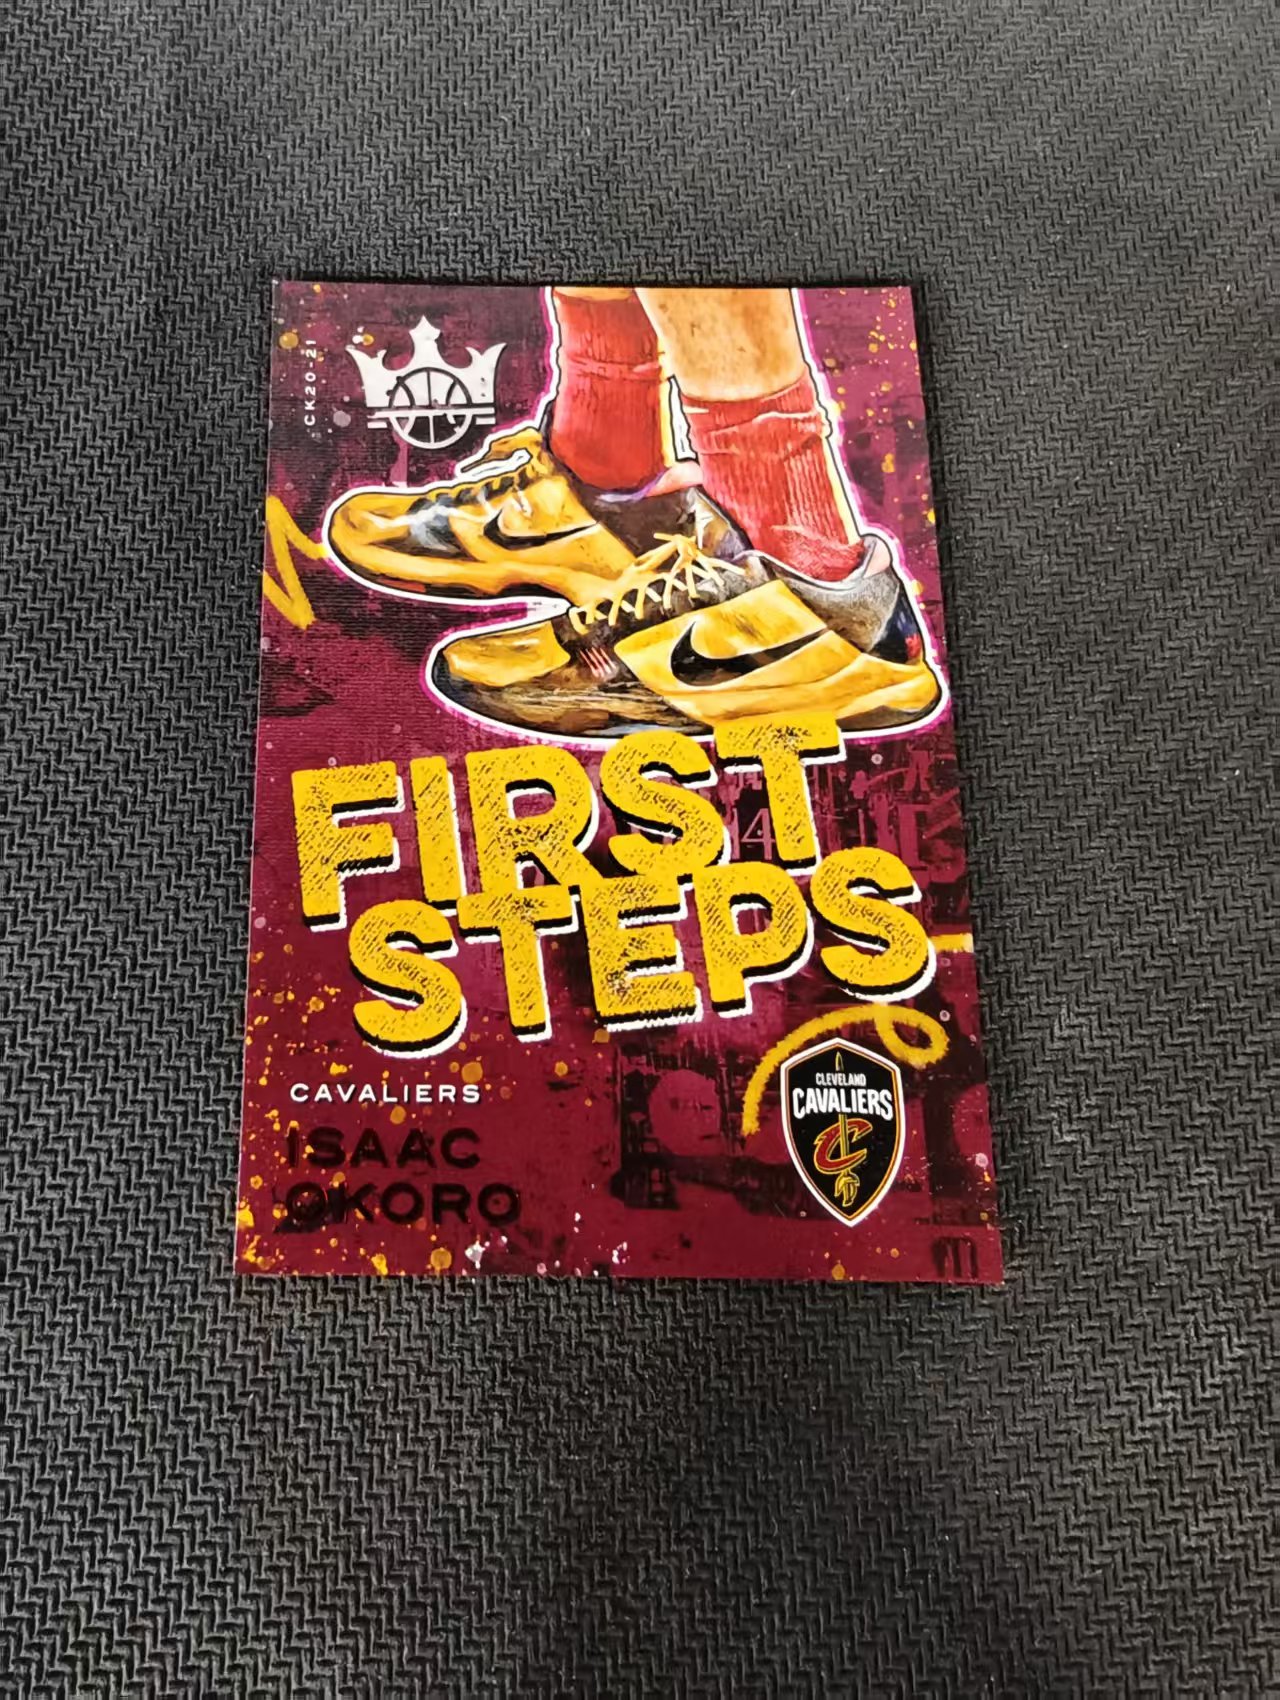 CK20-21
FIRST
STEPS
CAVALIERS
ISAAC
OKORO
CLEVELAND
CAVALIERS
C